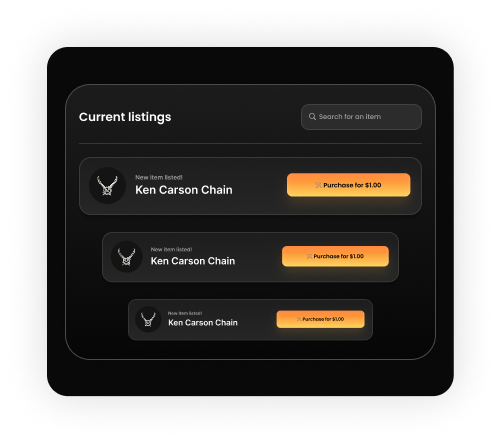 Current listings
Search for an item
New item listed!
Ken Carson Chain
Purchase for $1.00
New item listed!
Ken Carson Chain
Purchase for $1.00
New item listed!
Ken Carson Chain
Purchase for $1.00